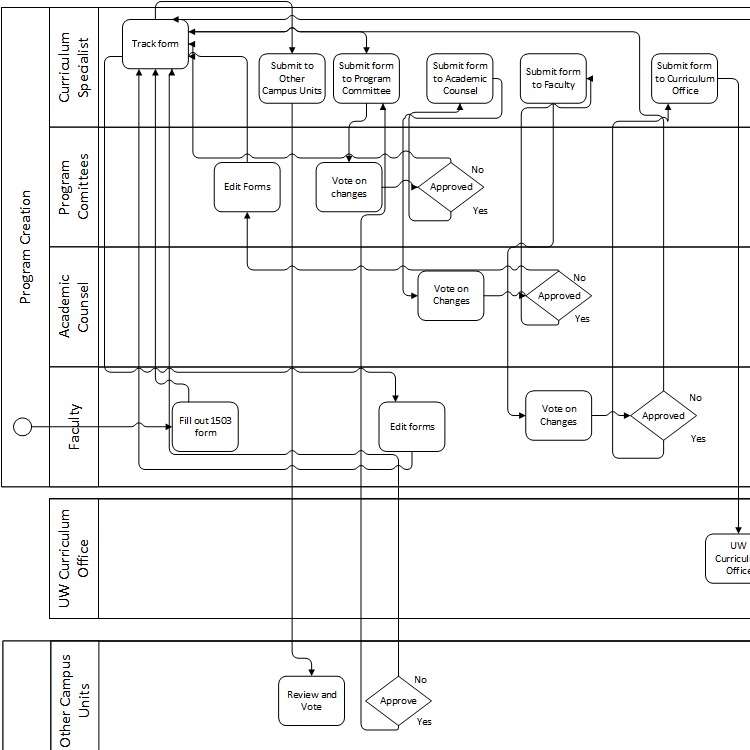 Program Creation
Curriculum
Specialist
Track form
Submit to
Other
Campus Units
Submit form
to Program
Committee
Submit form
to Academic
Counsel
Submit form
to Faculty
Submit form
to Curriculum
Office
Program
Comittees
Edit Forms
Vote on
changes
Approved
No
Yes
Academic
Counsel
Vote on
Changes
Approved
No
Yes
Faculty
Fill out 1503
form
Edit forms
Vote on
Changes
Approved
No
Yes
UW Curriculum
Office
UW
Office
Other Campus
Units
Review and
Vote
Approve
No
Yes